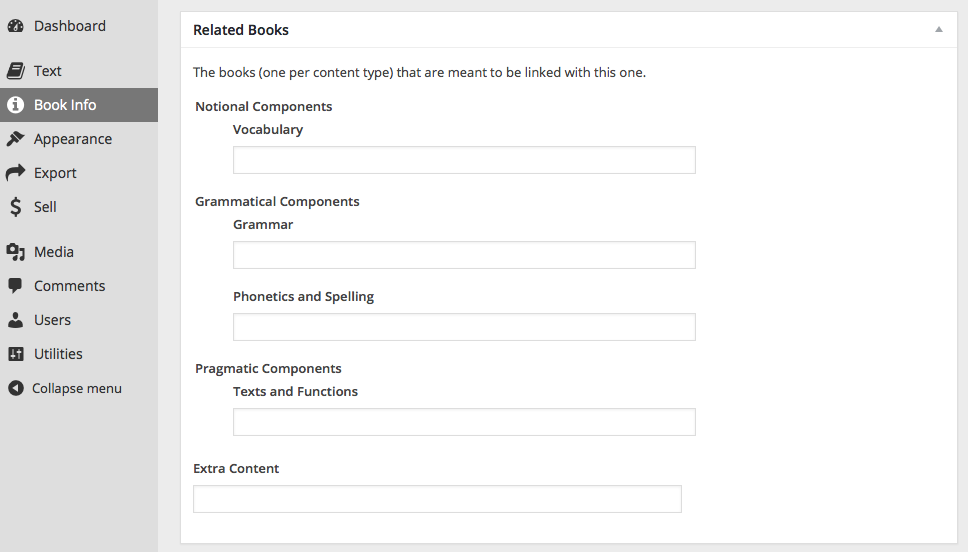 Dashboard
Text
Book Info
Appearance
Export
Sell
Media
Comments
Users
Utilities
Collapse menu
Related Books
The books (one per content type) that are meant to be linked with this one.
Notional Components
Vocabulary
Grammatical Components
Grammar
Phonetics and Spelling
Pragmatic Components
Texts and Functions
Extra Content